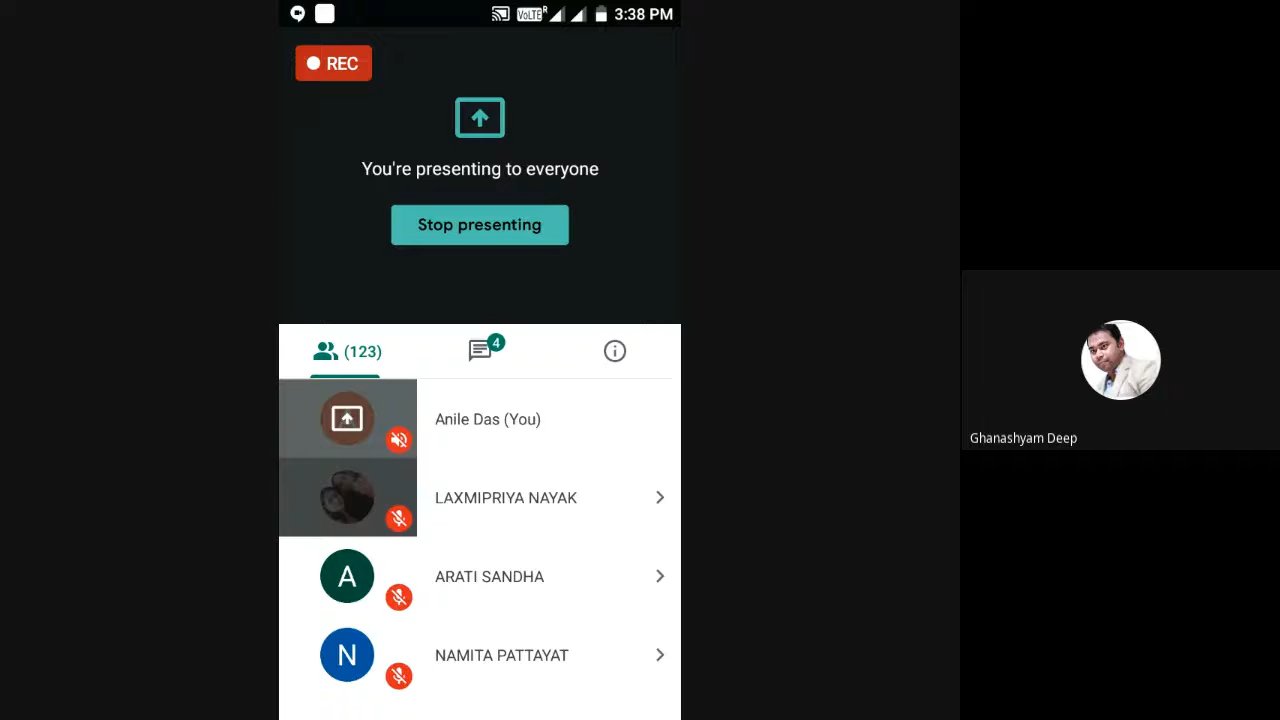 VoLTE R 3:38 PM
REC
You're presenting to everyone
Stop presenting
(123)
4
Anile Das (You)
LAXMIPRIYA NAYAK
A
ARATI SANDHA
N
NAMITA PATTAYAT
Ghanashyam Deep